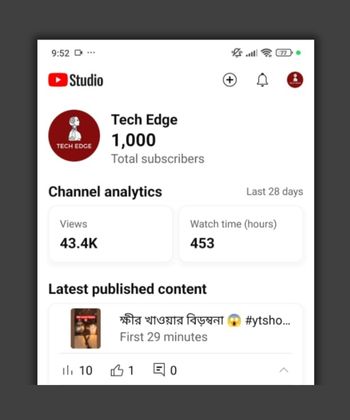 9:52
77
Studio
Tech Edge
TECH EDGE
1,000
Total subscribers
Channel analytics
Last 28 days
Views
43.4K
Watch time (hours)
453
Latest published content
ক্ষীর খাওয়ার বিড়ম্বনা 😱 #ytsho...
First 29 minutes
10 1 0